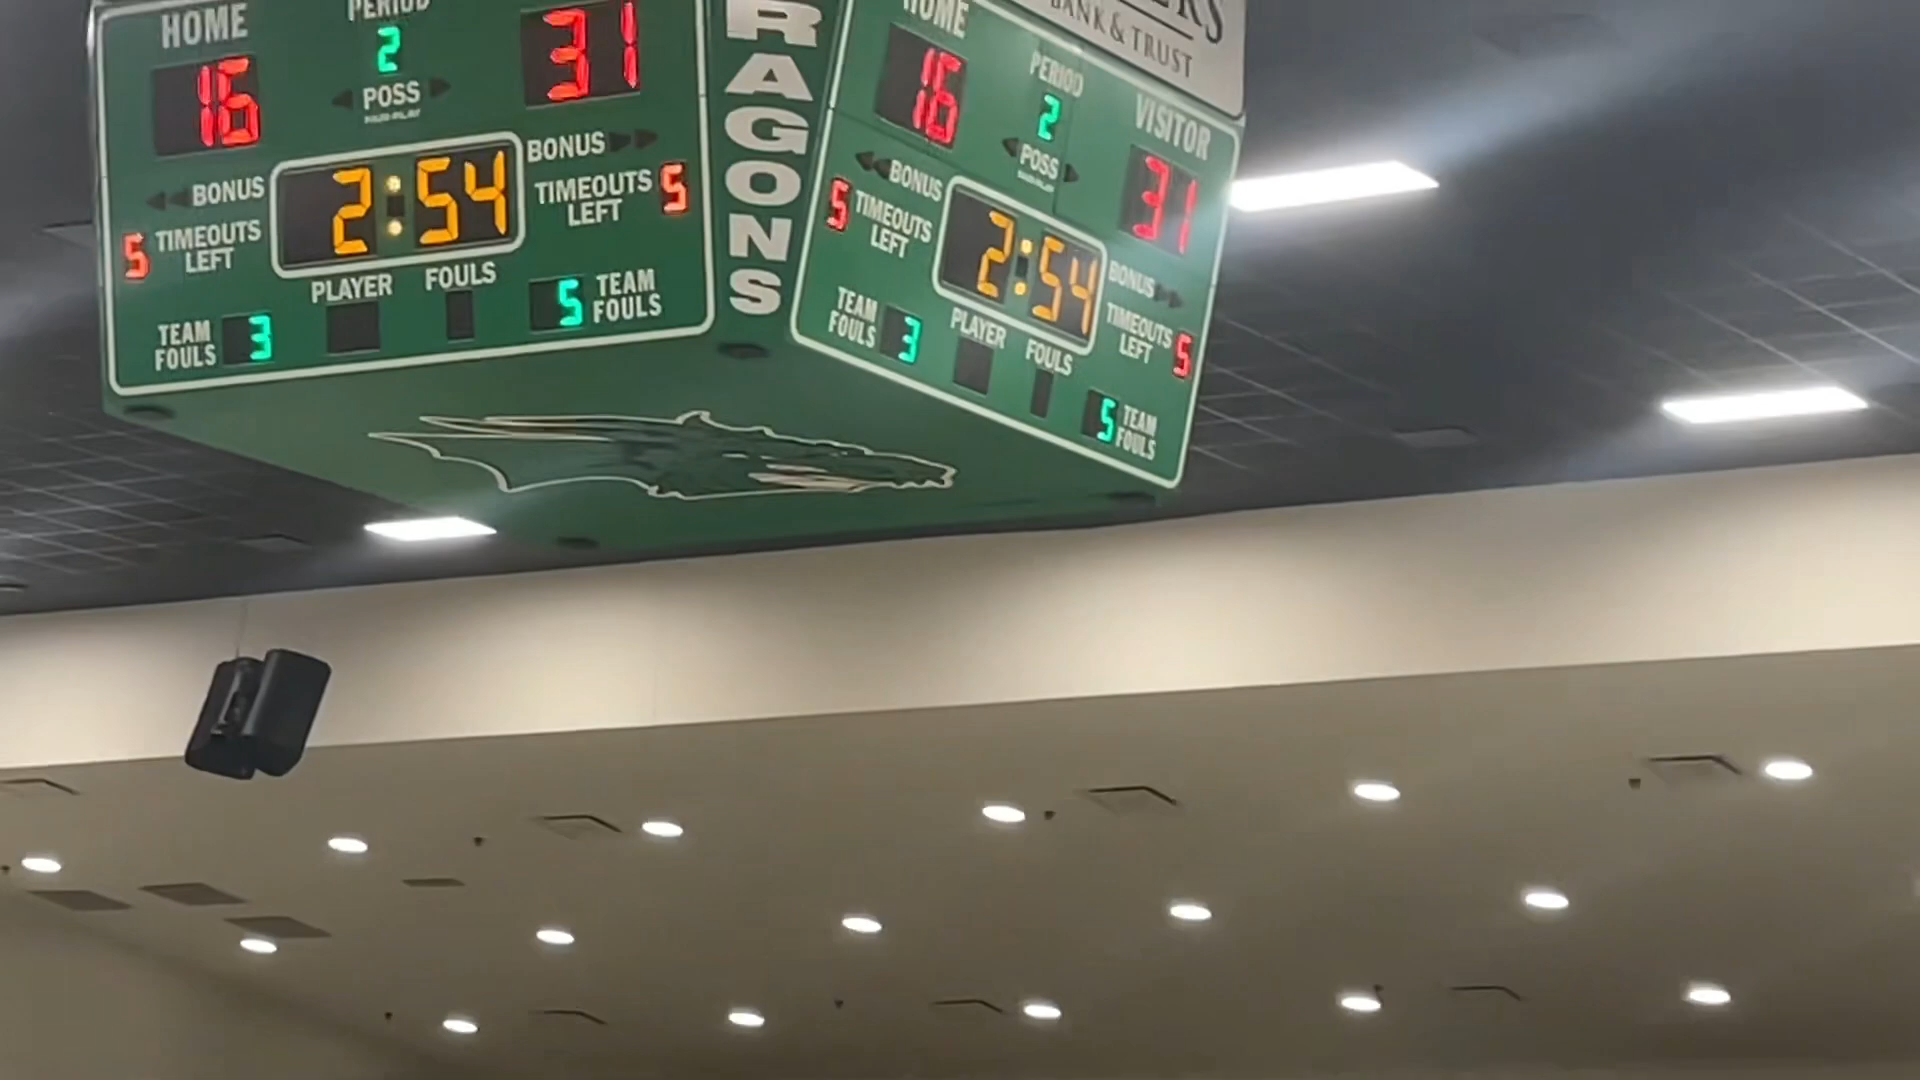 HOME
PERIOD
16
2
31
POSS
BONUS
BONUS
2:54
TIMEOUTS
LEFT
5
5
TIMEOUTS
LEFT
PLAYER
FOULS
TEAM
FOULS
3
5
TEAM
FOULS
RAGONS
BANK & TRUST
HOME
PERIOD
VISITOR
16
2
31
POSS
BONUS
BONUS
5
TIMEOUTS
LEFT
2:54
TIMEOUTS
LEFT
5
TEAM
FOULS
3
PLAYER
FOULS
5
TEAM
FOULS